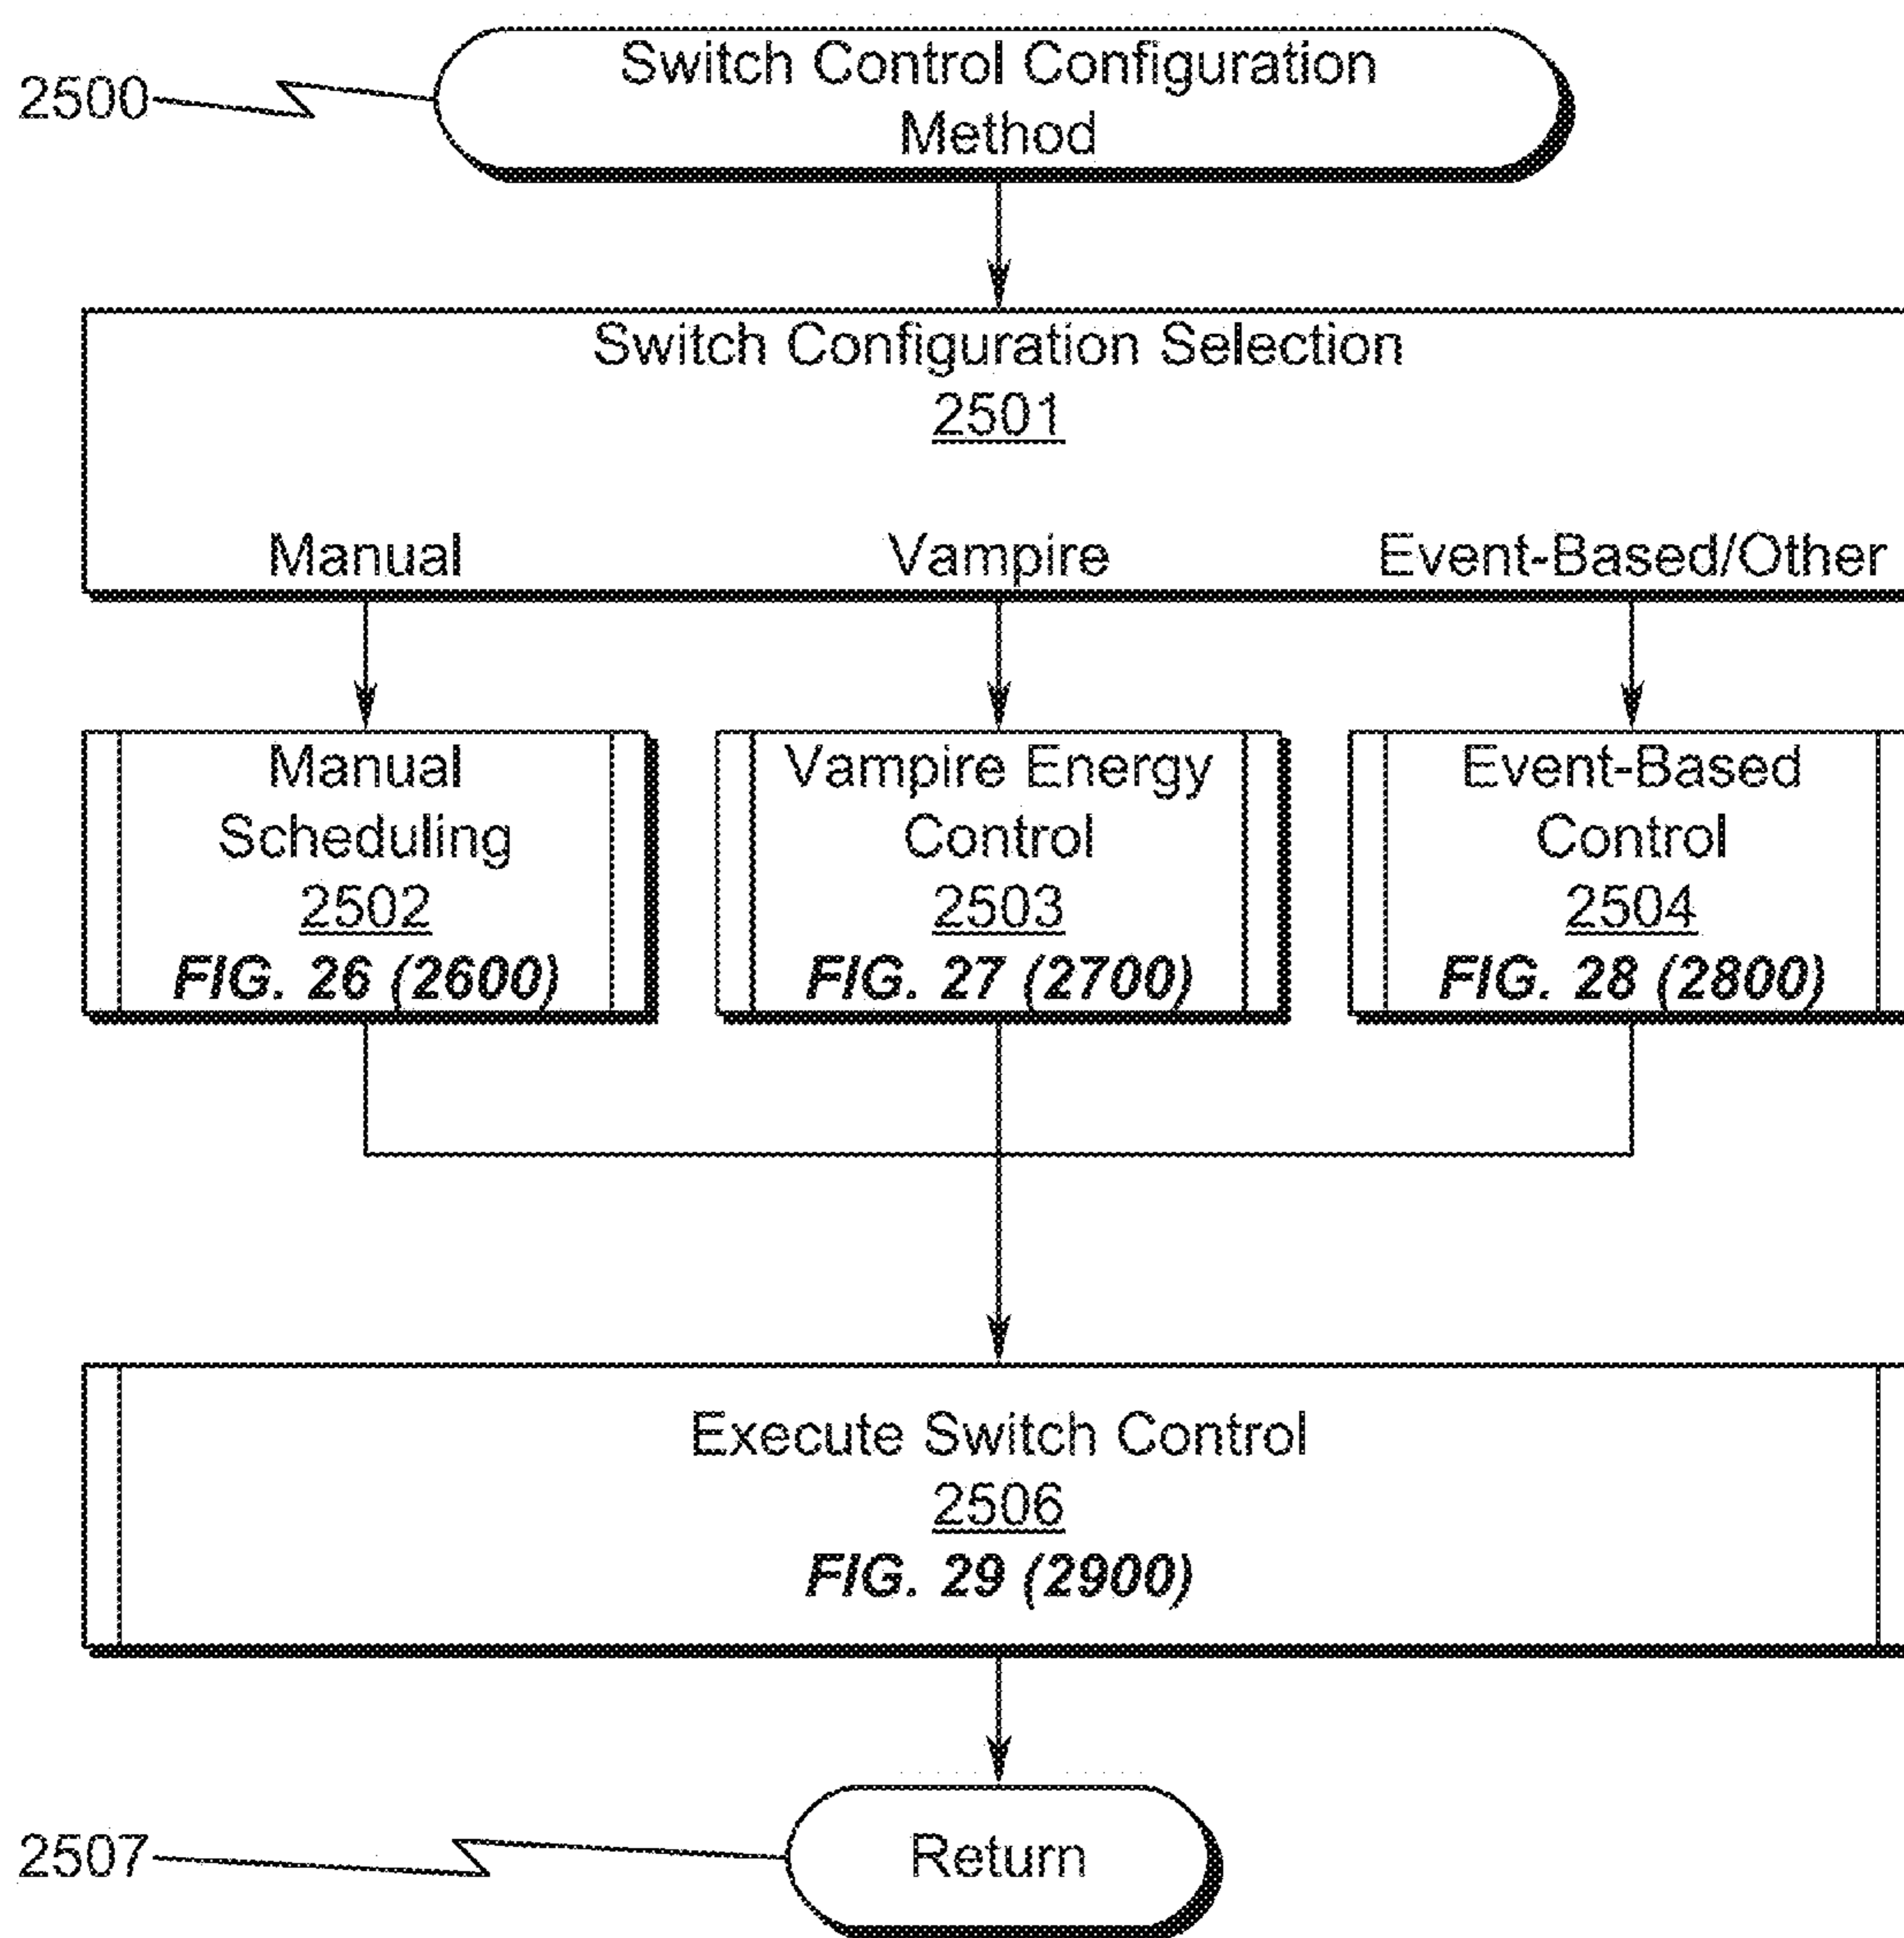 2500
Switch Control Configuration
Method
Switch Configuration Selection
2501
Manual
Vampire
Event-Based/Other
Manual
Scheduling
2502
FIG. 26 (2600)
Vampire Energy
Control
2503
FIG. 27 (2700)
Event-Based
Control
2504
FIG. 28 (2800)
Execute Switch Control
2506
FIG. 29 (2900)
2507
Return